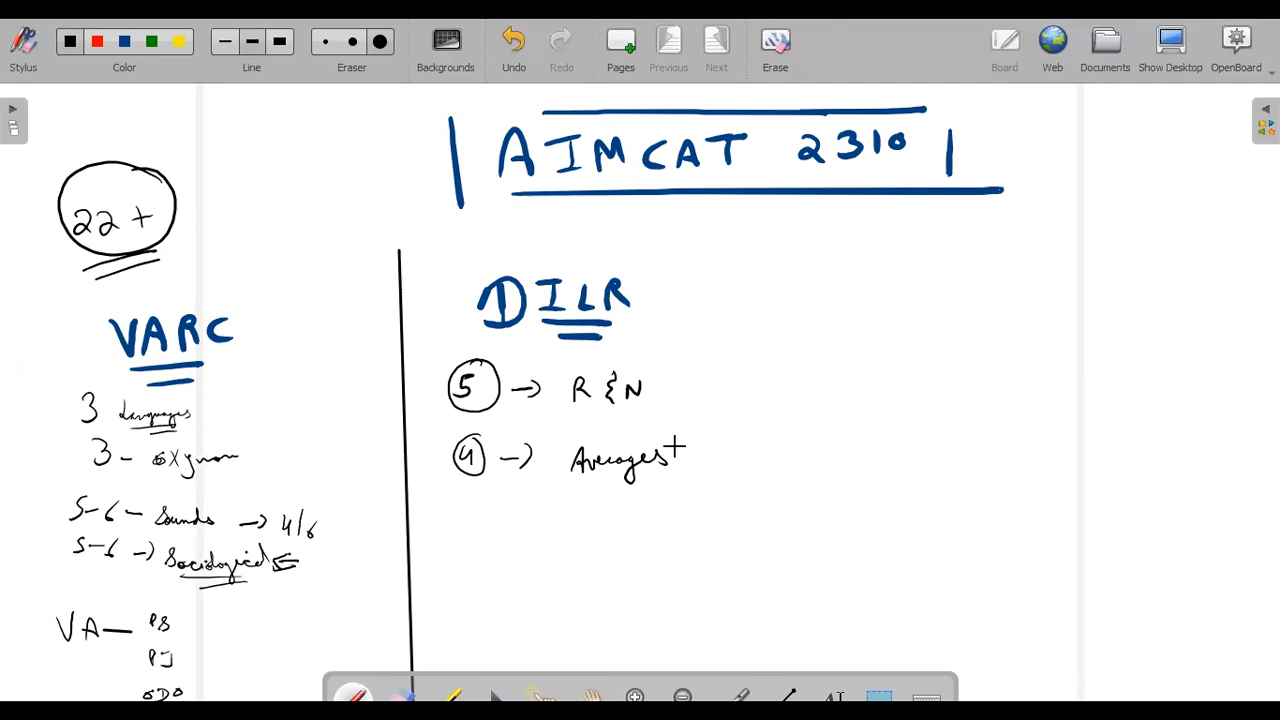 Stylus
Color
Line
Eraser
Backgrounds
Undo
Redo
Pages
Previous
Next
Erase
Board
Web
Documents
Show Desktop
OpenBoard
AIMCAT 2310
22 +
VARC
3 Languages
3 - oxygen
5-6 - Sounds → 4/6
5-6 → Sociological
VA — PS
PJ
ODO
DILR
5 → R & N
4 → Averages +